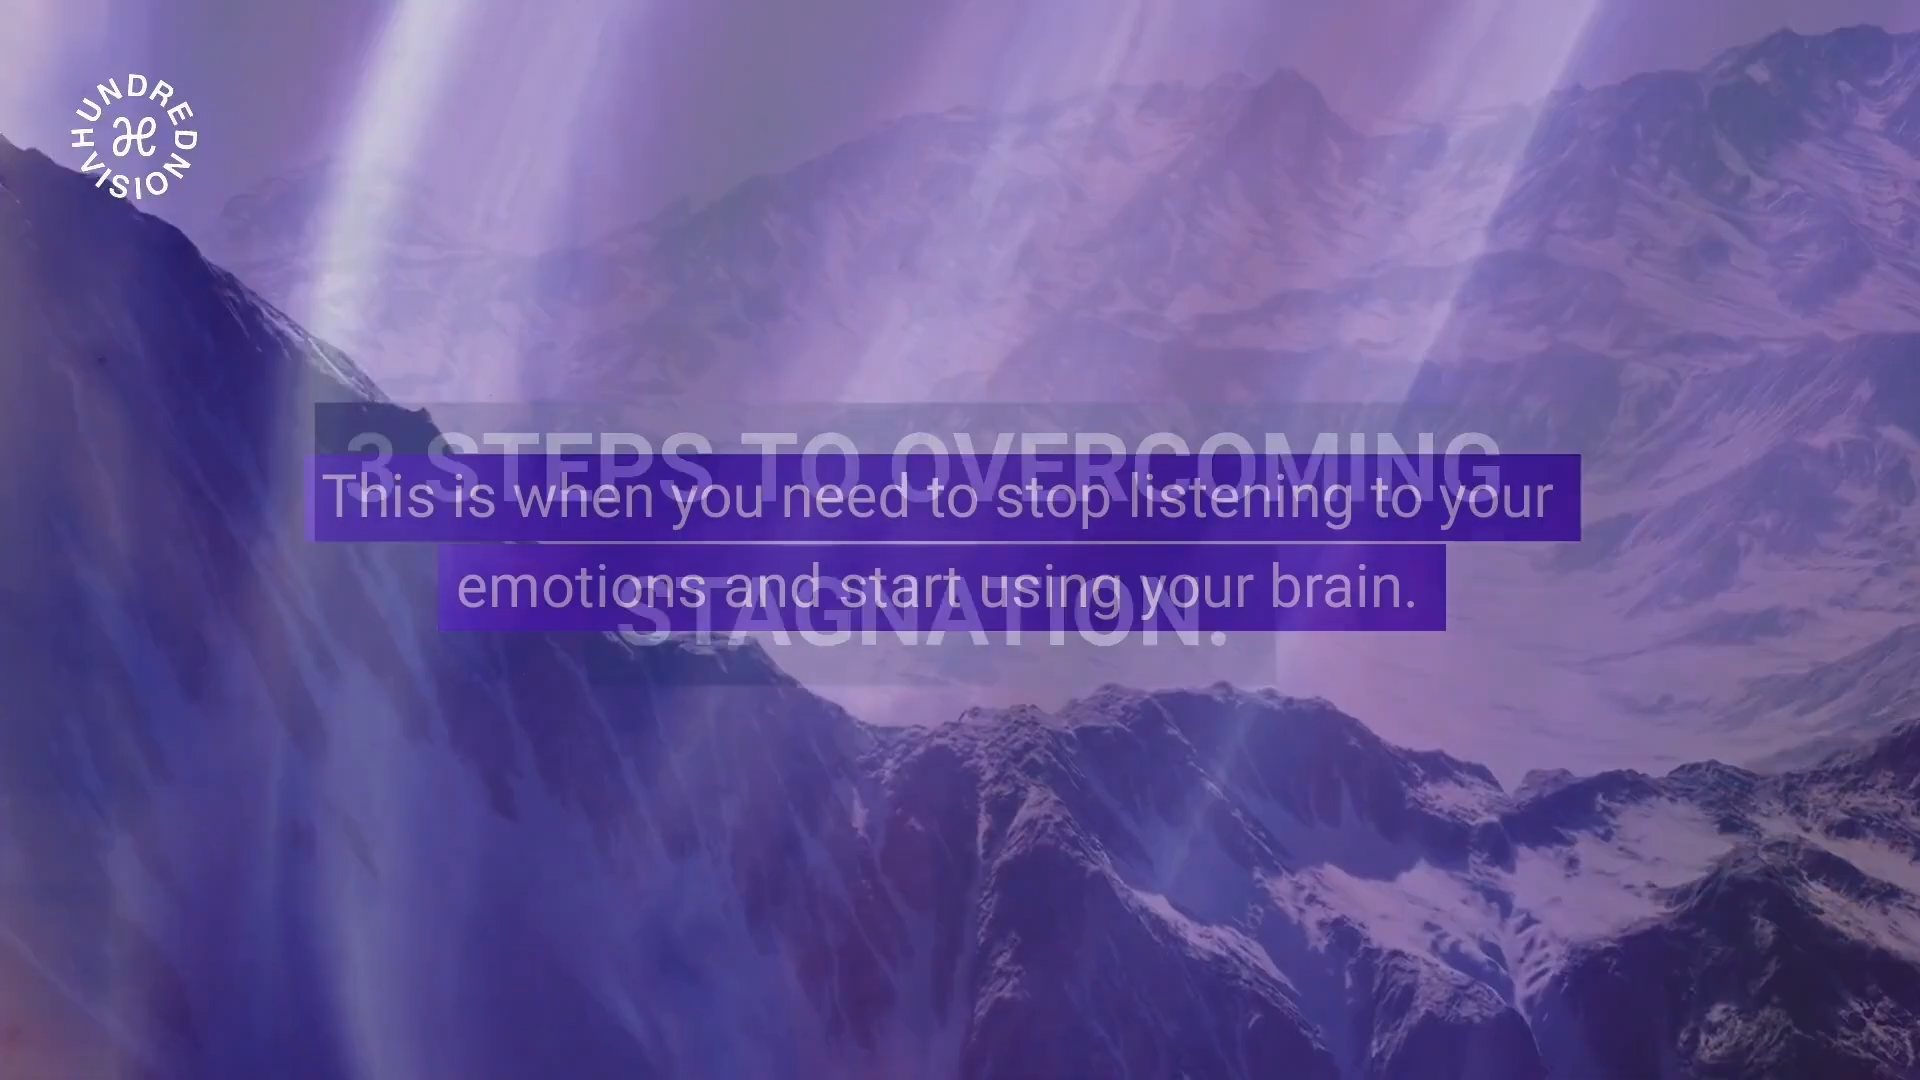 HUNDRED
VISION
3 STEPS TO OVERCOMING
STAGNATION.
This is when you need to stop listening to your
emotions and start using your brain.